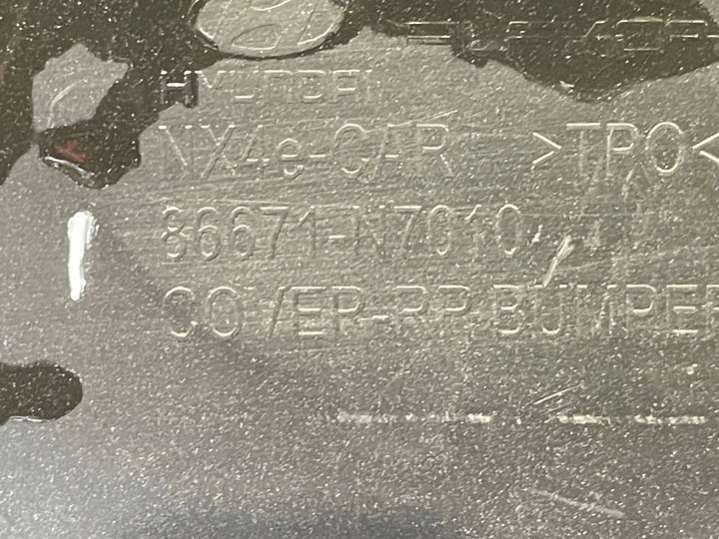 HYUNDAI
NX4e-CAR >TPO<
86671-N7010
COVER-RR BUMPER